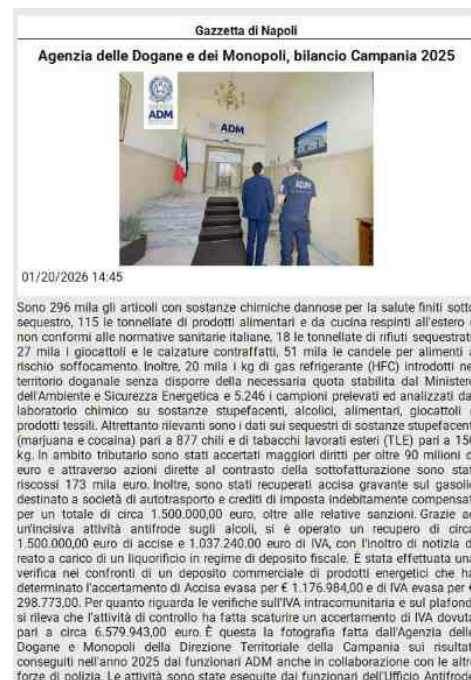 Gazzetta di Napoli
Agenzia delle Dogane e dei Monopoli, bilancio Campania 2025
ADM
ADM
ADM
01/20/2026 14:45
Sono 296 mila gli articoli con sostanze chimiche dannose per la salute finiti sotto
sequestro, 115 le tonnellate di prodotti alimentari e da cucina respinti all'estero
non conformi alle normative sanitarie italiane, 18 le tonnellate di rifiuti sequestrati
27 mila i giocattoli e le calzature contraffatti, 51 mila le candele per alimenti a
rischio soffocamento. Inoltre, 20 mila i kg di gas refrigerante (HFC) introdotti nel
territorio doganale senza disporre della necessaria quota stabilita dal Ministero
dell'Ambiente e Sicurezza Energetica e 5.246 i campioni prelevati ed analizzati dal
laboratorio chimico su sostanze stupefacenti, alcolici, alimentari, giocattoli
prodotti tessili. Altrettanto rilevanti sono i dati sui sequestri di sostanze stupefacenti
(marjuana e cocaina) pari a 877 chili e di tabacchi lavorati esteri (TLE) pari a 150
kg. In ambito tributario sono stati accertati maggiori diritti per oltre 90 milioni di
euro e attraverso azioni dirette al contrasto della sottofatturazione sono stati
riscossi 173 mila euro. Inoltre, sono stati recuperati accisa gravante sul gasolio
destinato a società di autotrasporto e crediti di imposta indebitamente compensati
per un totale di circa 1.500.000,00 euro, oltre alle relative sanzioni. Grazie ad
un'incisiva attività antifrode sugli alcoli, si è operato un recupero di circa
1.500.000,00 euro di accise e 1.037.240.00 euro di IVA, con l'inoltro di notizia di
reato a carico di un liquorificio in regime di deposito fiscale. È stata effettuata una
verifica nei confronti di un deposito commerciale di prodotti energetici che ha
determinato l'accertamento di Accisa evasa per € 1.176.984,00 e di IVA evasa per €
298.773,00. Per quanto riguarda le verifiche sull'IVA intracomunitaria e sul plafond
si rileva che l'attività di controllo ha fatta scaturire un accertamento di IVA dovuta
pari a circa 6.579.943,00 euro. È questa la fotografia fatta dall'Agenzia delle
Dogane e Monopoli della Direzione Territoriale della Campania sui risultati
conseguiti nell'anno 2025 dai funzionari ADM anche in collaborazione con le altre
forze di polizia. Le attività sono state eseguite dai funzionari dell'Ufficio Antifrode